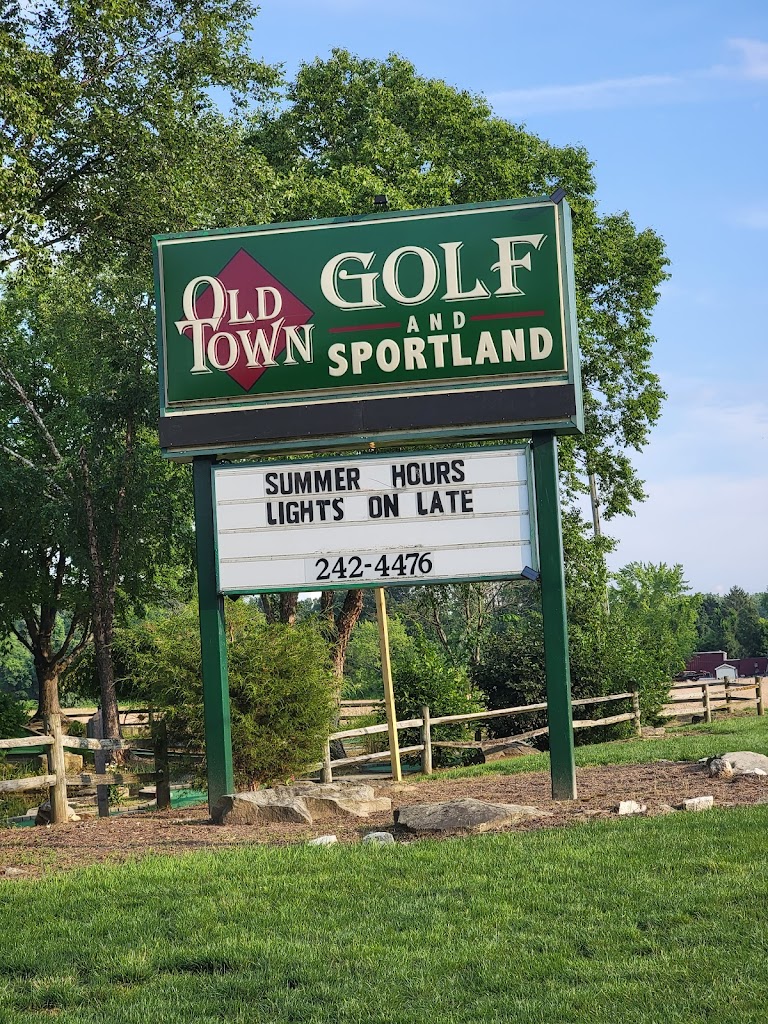 OLD
TOWN
GOLF
AND
SPORTLAND
SUMMER HOURS
LIGHTS ON LATE
242-4476